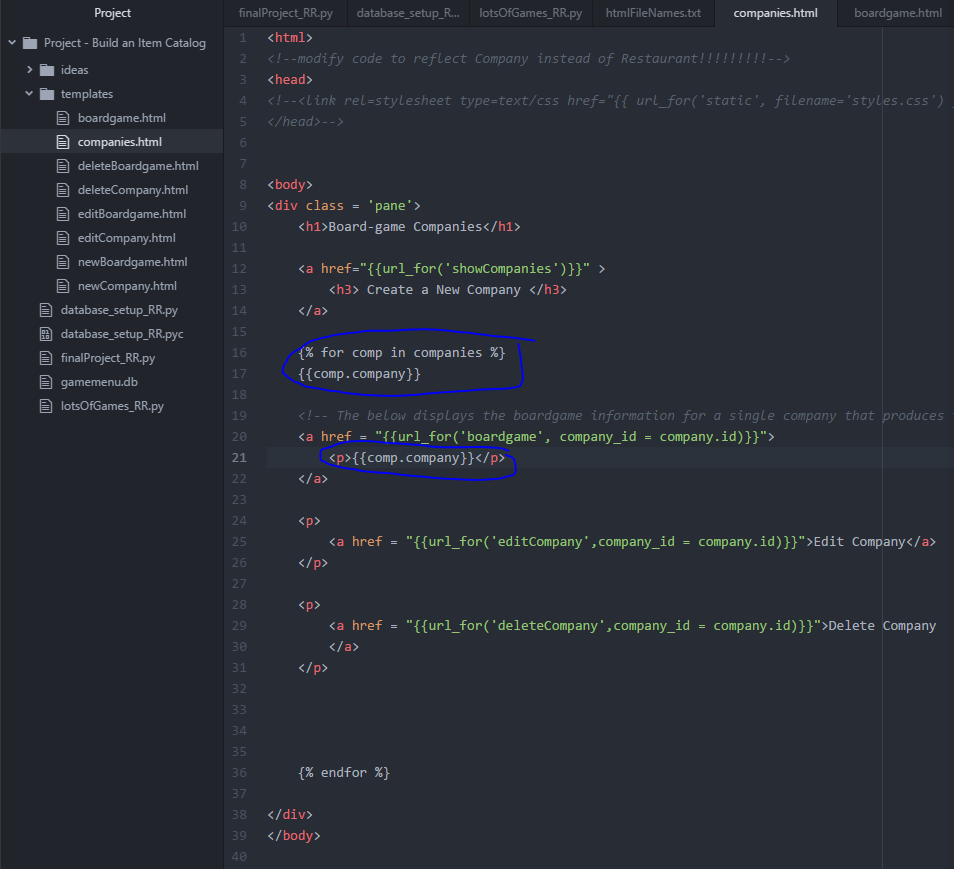 Project
finalProject_RR.py
database_setup_R...
lotsOfGames_RR.py
htmlFileNames.txt
companies.html
boardgame.html
Project - Build an Item Catalog
ideas
templates
boardgame.html
companies.html
deleteBoardgame.html
deleteCompany.html
editBoardgame.html
editCompany.html
newBoardgame.html
newCompany.html
database_setup_RR.py
database_setup_RR.pyc
finalProject_RR.py
gamemenu.db
lotsOfGames_RR.py
1 <html>
2 <!--modify code to reflect Company instead of Restaurant!!!!!!!!!-->
3 <head>
4 <!--<link rel=stylesheet type=text/css href="{{ url_for('static', filename='styles.css')
5 </head>-->
6
7
8 <body>
9 <div class = 'pane'>
10 <h1>Board-game Companies</h1>
11
12 <a href="{{url_for('showCompanies')}}" >
13 <h3> Create a New Company </h3>
14 </a>
15
16 {% for comp in companies %}
17 {{comp.company}}
18
19 <!-- The below displays the boardgame information for a single company that produces
20 <a href = "{{url_for('boardgame', company_id = company.id)}}">
21 <p>{{comp.company}}</p>
22 </a>
23
24 <p>
25 <a href = "{{url_for('editCompany',company_id = company.id)}}">Edit Company</a>
26 </p>
27
28 <p>
29 <a href = "{{url_for('deleteCompany',company_id = company.id)}}">Delete Company
30 </a>
31 </p>
32
33
34
35
36 {% endfor %}
37
38 </div>
39 </body>
40